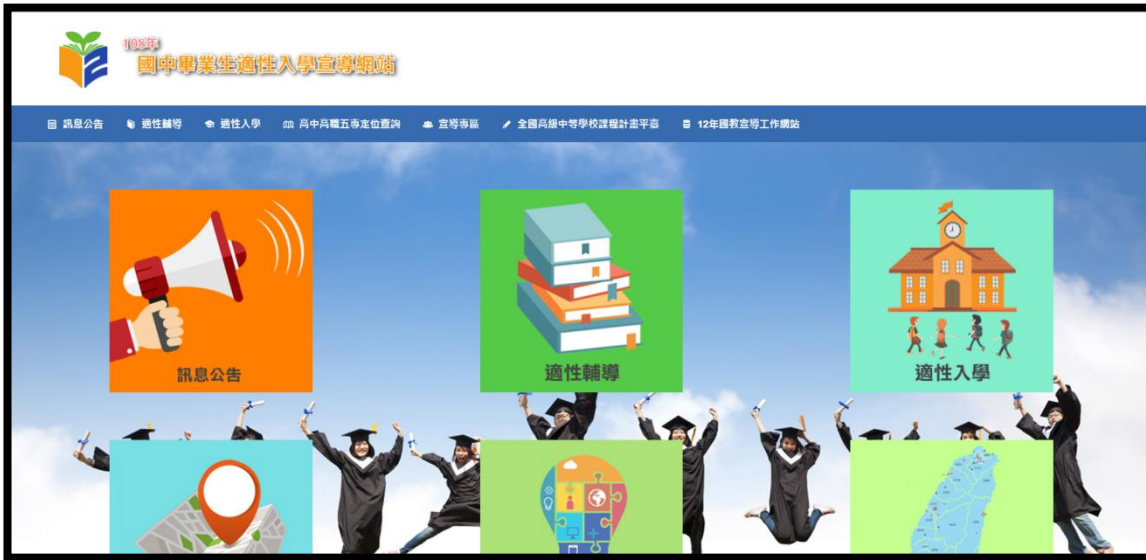 108年
國中畢業生適性入學宣導網站
訊息公告 適性輔導 適性入學 高中高職五專定位查詢 宣導專區 全國高級中等學校課程計畫平臺 12年國教宣導工作網站
訊息公告
適性輔導
適性入學